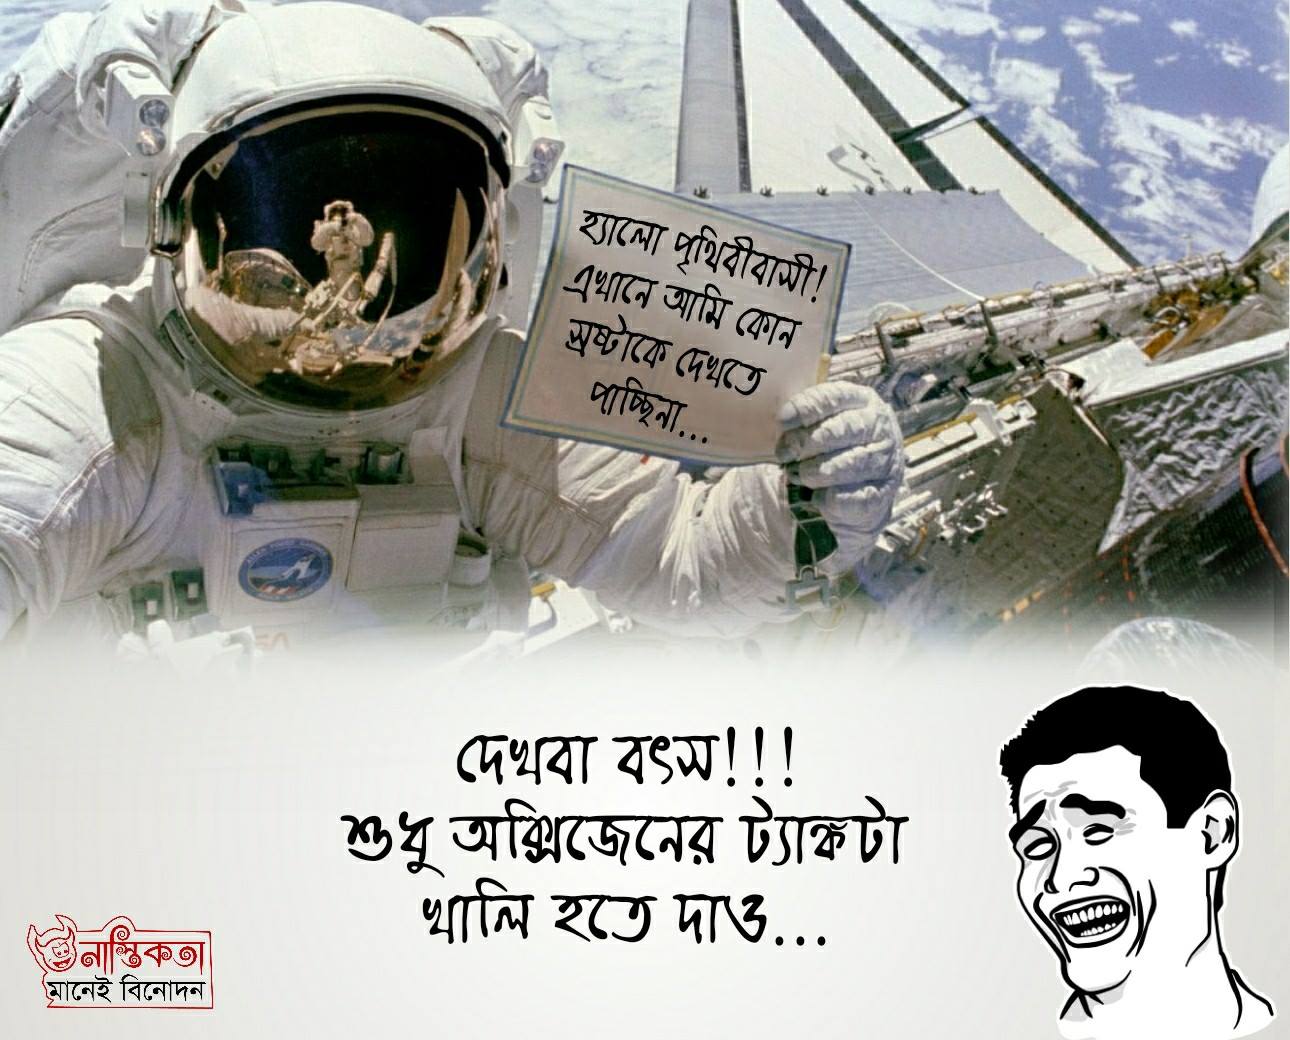 হ্যালো পৃথিবীবাসী!
এখানে আমি কোন
স্রষ্টাকে দেখতে
পাচ্ছিনা...
দেখবা বৎস!!!
শুধু অক্সিজেনের ট্যাঙ্কটা
খালি হতে দাও...
নাস্তিকতা
মানেই বিনোদন